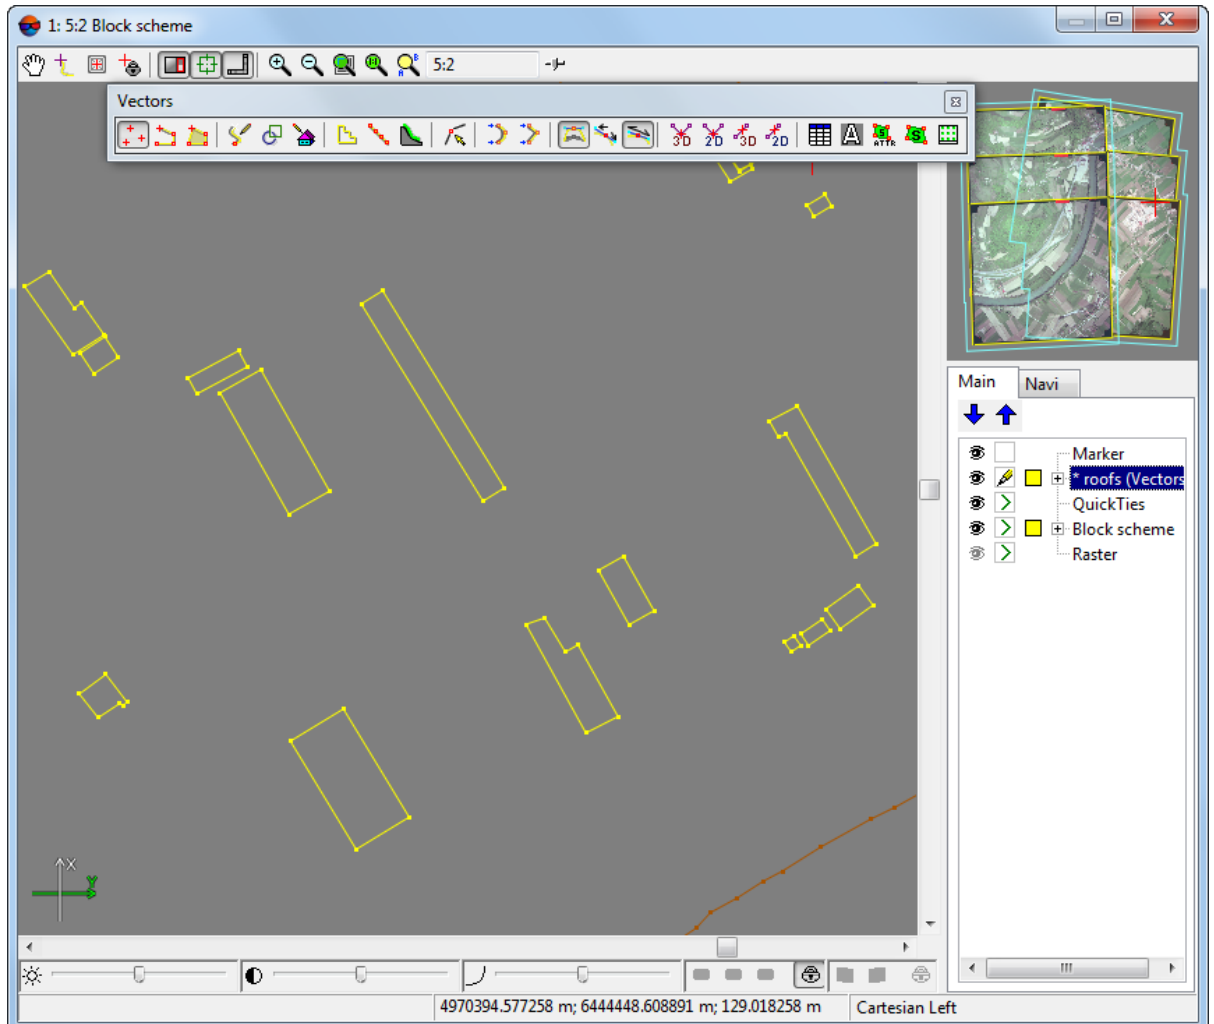 1: 5:2 Block scheme
5:2
Vectors
3D 2D 3D 2D A S ATTR S
Main Navi
Marker
* roofs (Vectors
QuickTies
Block scheme
Raster
X
Y
4970394.577258 m; 6444448.608891 m; 129.018258 m
Cartesian Left